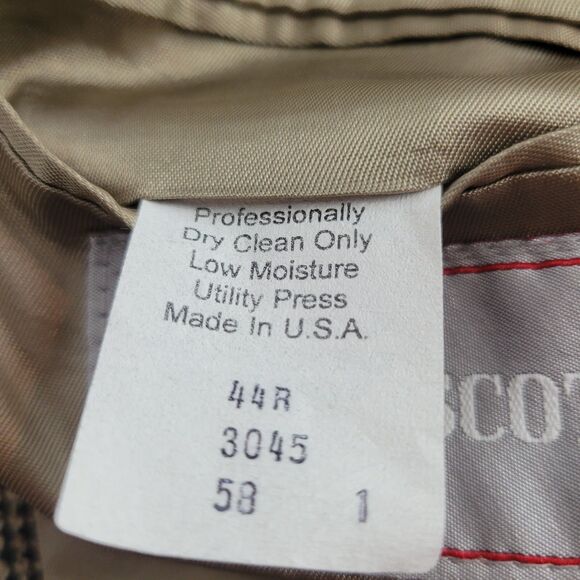 Professionally
Dry Clean Only
Low Moisture
Utility Press
Made In U.S.A.
44R
3045
58 1
SCOT